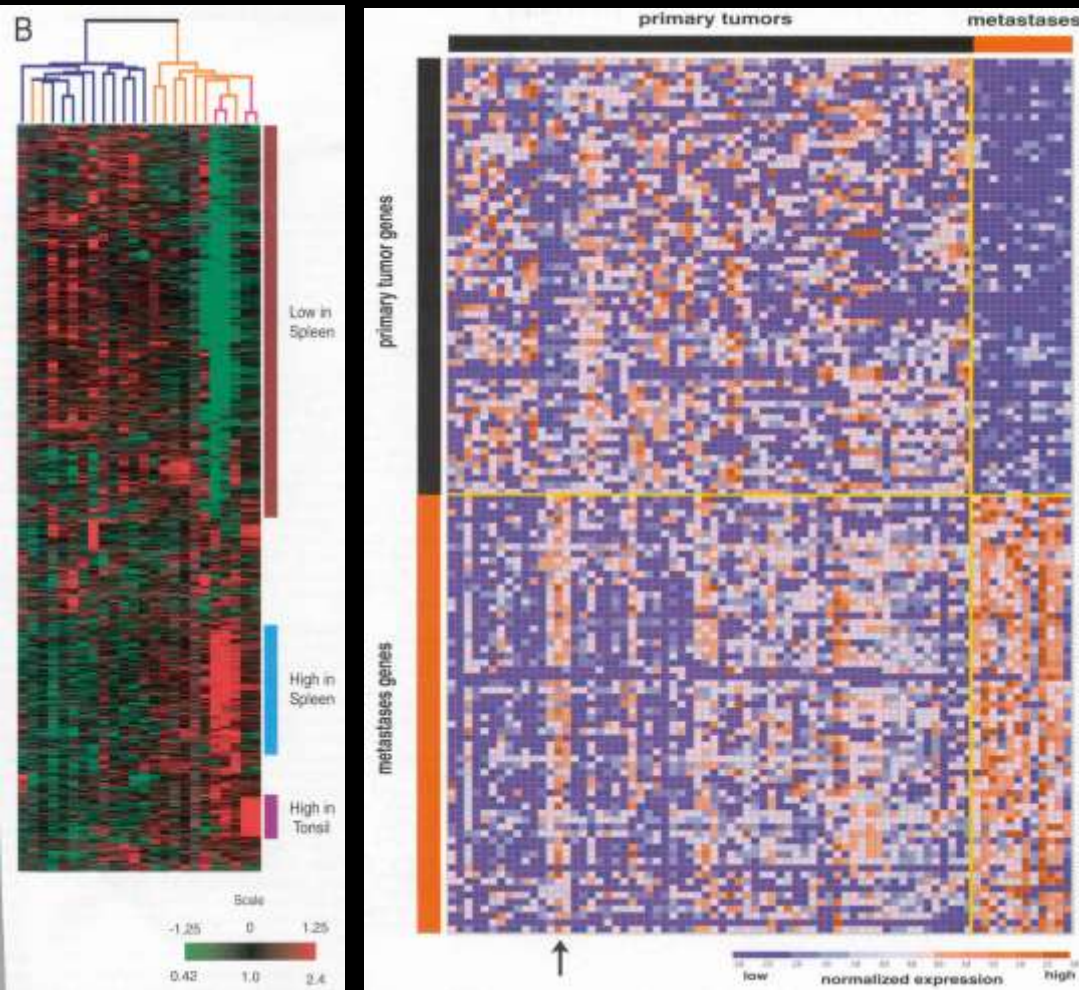 B
Low in
Spleen
High in
Spleen
High in
Tonsil
Scale
-1.25 0 1.25
0.42 1.0 2.4
primary tumors metastases
primary tumor genes
metastases genes
low normalized expression high